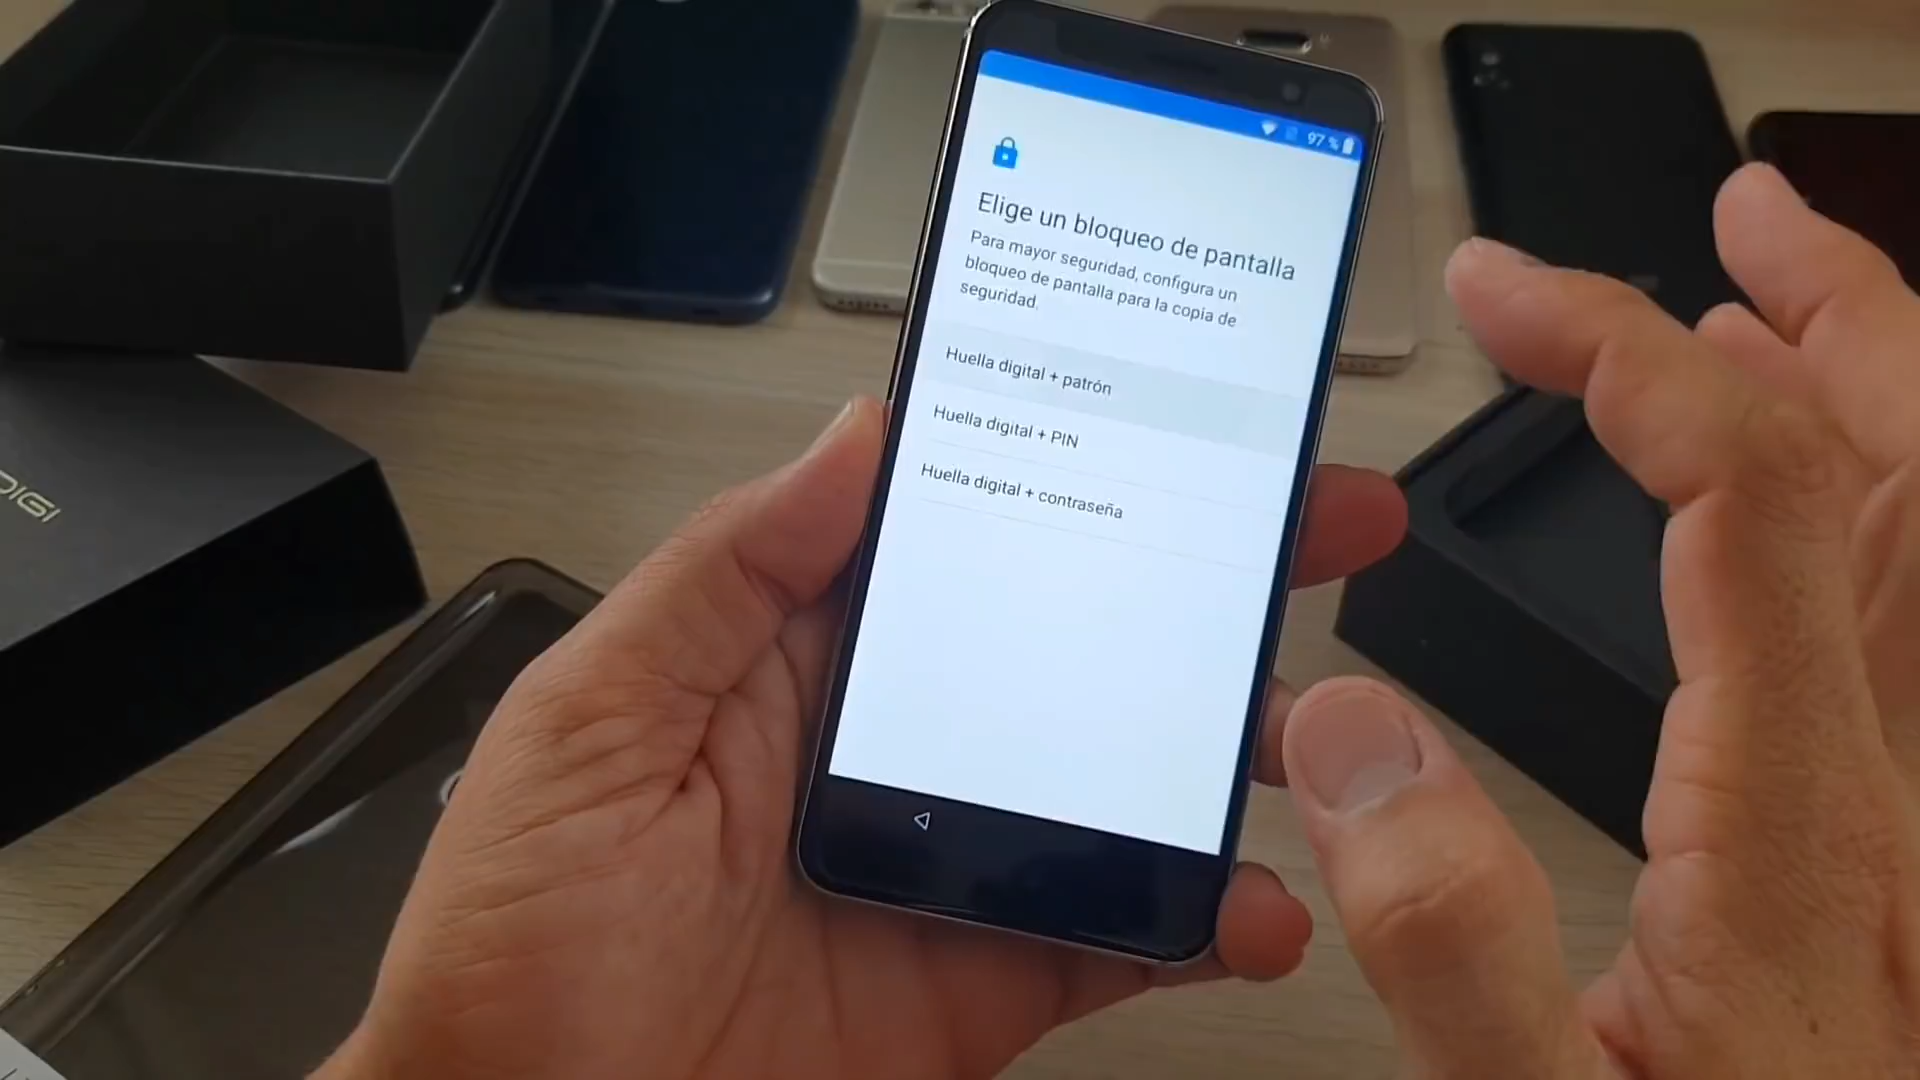 97 %
Elige un bloqueo de pantalla
Para mayor seguridad, configura un
bloqueo de pantalla para la copia de
seguridad.
Huella digital + patrón
Huella digital + PIN
Huella digital + contraseña
DIGI